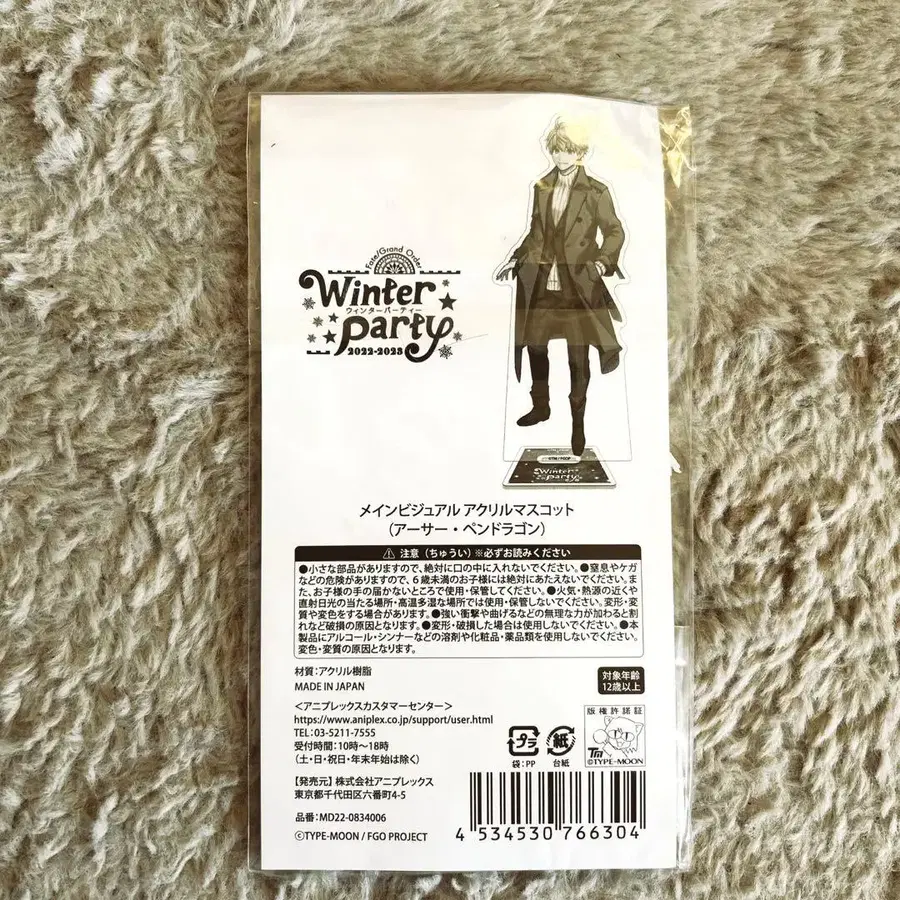 Fate/Grand Order
Winter
ウィンターパーティー
Party
2022-2023
Winter
Party
メインビジュアル アクリルマスコット
（アーサー・ペンドラゴン）
⚠ 注意（ちゅうい）※必ずお読みください
●小さな部品がありますので、絶対に口の中に入れないでください。●窒息やケガ
などの危険がありますので、6歳未満のお子様には絶対にあたえないでください。ま
た、お子様の手の届かないところで使用・保管してください。●火気・熱源の近くや
直射日光の当たる場所・高温多湿な場所では使用・保管しないでください。変形・変
質や変色をする場合があります。●強い衝撃や曲げるなどの無理な力が加わると割
れなど破損の原因となります。●変形・破損した場合は使用しないでください。●本
製品にアルコール・シンナーなどの溶剤や化粧品・薬品類を使用しないでください。
変色・変質の原因となります。
材質：アクリル樹脂
MADE IN JAPAN
対象年齢
12歳以上
＜アニプレックスカスタマーセンター＞
https://www.aniplex.co.jp/support/user.html
TEL：03-5211-7555
受付時間：10時～18時
（土・日・祝日・年末年始は除く）
プラ
袋：PP
紙
台紙
版権許諾証
TM
©TYPE-MOON
【発売元】株式会社アニプレックス
東京都千代田区六番町4-5
品番：MD22-0834006
©TYPE-MOON / FGO PROJECT
4 534530 766304